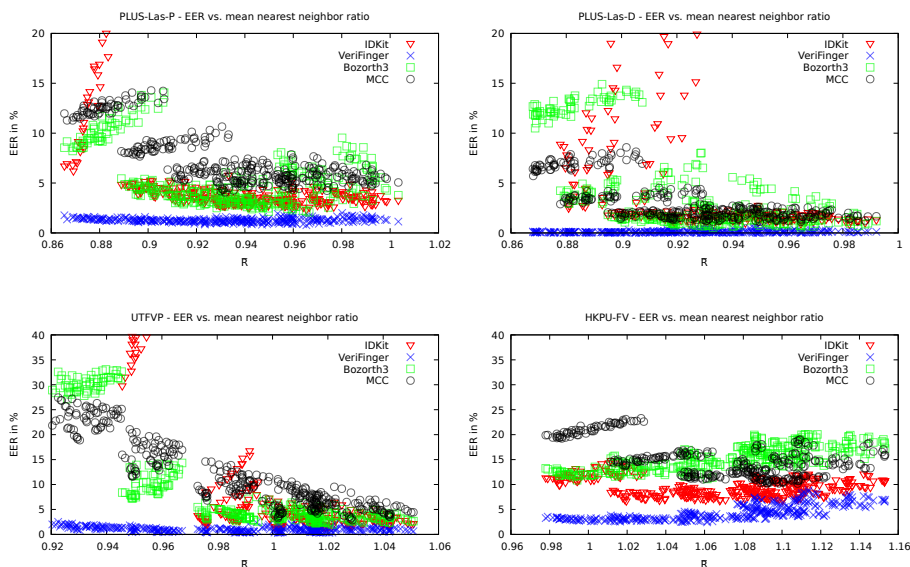 PLUS-Las-P - EER vs. mean nearest neighbor ratio
IDKit
VeriFinger
Bozorth3
MCC
EER in %
20
15
10
5
0
0.86 0.88 0.9 0.92 0.94 0.96 0.98 1 1.02
R̄
PLUS-Las-D - EER vs. mean nearest neighbor ratio
IDKit
VeriFinger
Bozorth3
MCC
EER in %
20
15
10
5
0
0.86 0.88 0.9 0.92 0.94 0.96 0.98 1
R̄
UTFVP - EER vs. mean nearest neighbor ratio
IDKit
VeriFinger
Bozorth3
MCC
EER in %
40
35
30
25
20
15
10
5
0
0.92 0.94 0.96 0.98 1 1.02 1.04 1.06
R̄
HKPU-FV - EER vs. mean nearest neighbor ratio
IDKit
VeriFinger
Bozorth3
MCC
EER in %
40
35
30
25
20
15
10
5
0
0.96 0.98 1 1.02 1.04 1.06 1.08 1.1 1.12 1.14 1.16
R̄